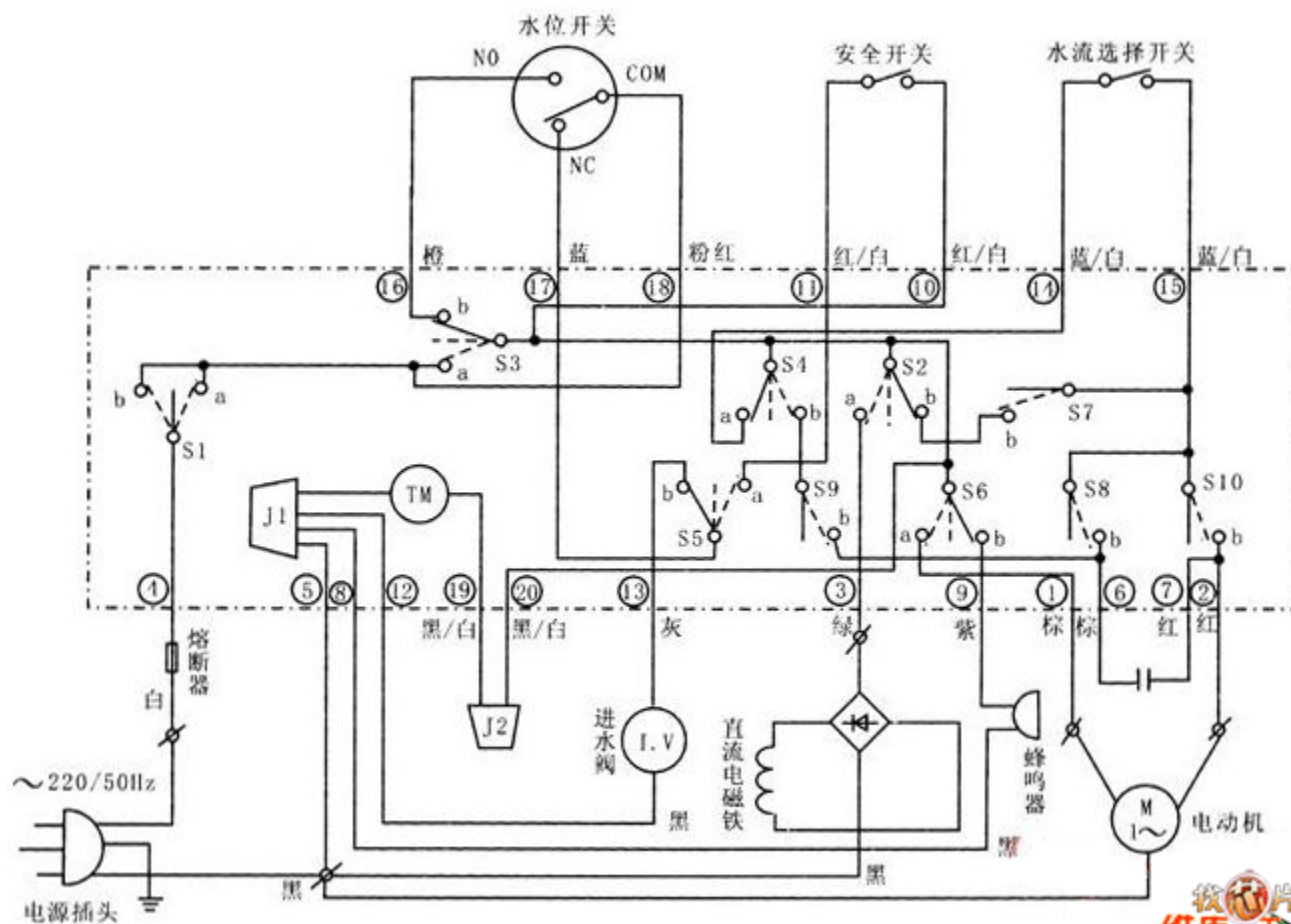 水位开关
安全开关
水流选择开关
NO
COM
NC
橙
蓝
粉红
红/白
红/白
蓝/白
蓝/白
16
17
18
11
10
14
15
b
S3
a
S4
S2
b
a
S1
a
b
a
b
S7
b
J1
TM
b
a
S9
S6
S8
S10
S5
b
a
b
b
b
4
5
8
12
19
20
13
3
9
1
6
7
2
黑/白
黑/白
灰
绿
紫
棕
棕
红
红
熔断器
白
J2
进水阀
I.V
直流电磁铁
蜂鸣器
～220/50Hz
M
1～
电动机
黑
黑
黑
黑
电源插头
找芯片